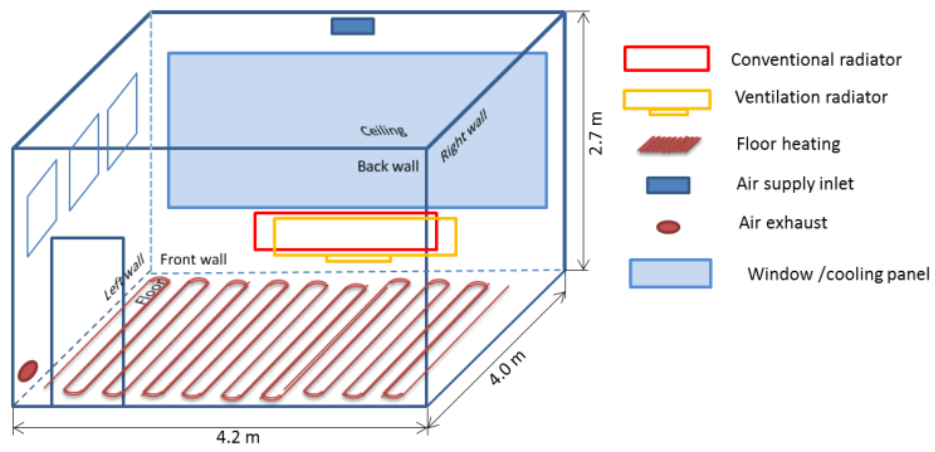 Ceiling
Right wall
Back wall
2.7 m
Front wall
Left wall
Floor
4.0 m
4.2 m
Conventional radiator
Ventilation radiator
Floor heating
Air supply inlet
Air exhaust
Window /cooling panel